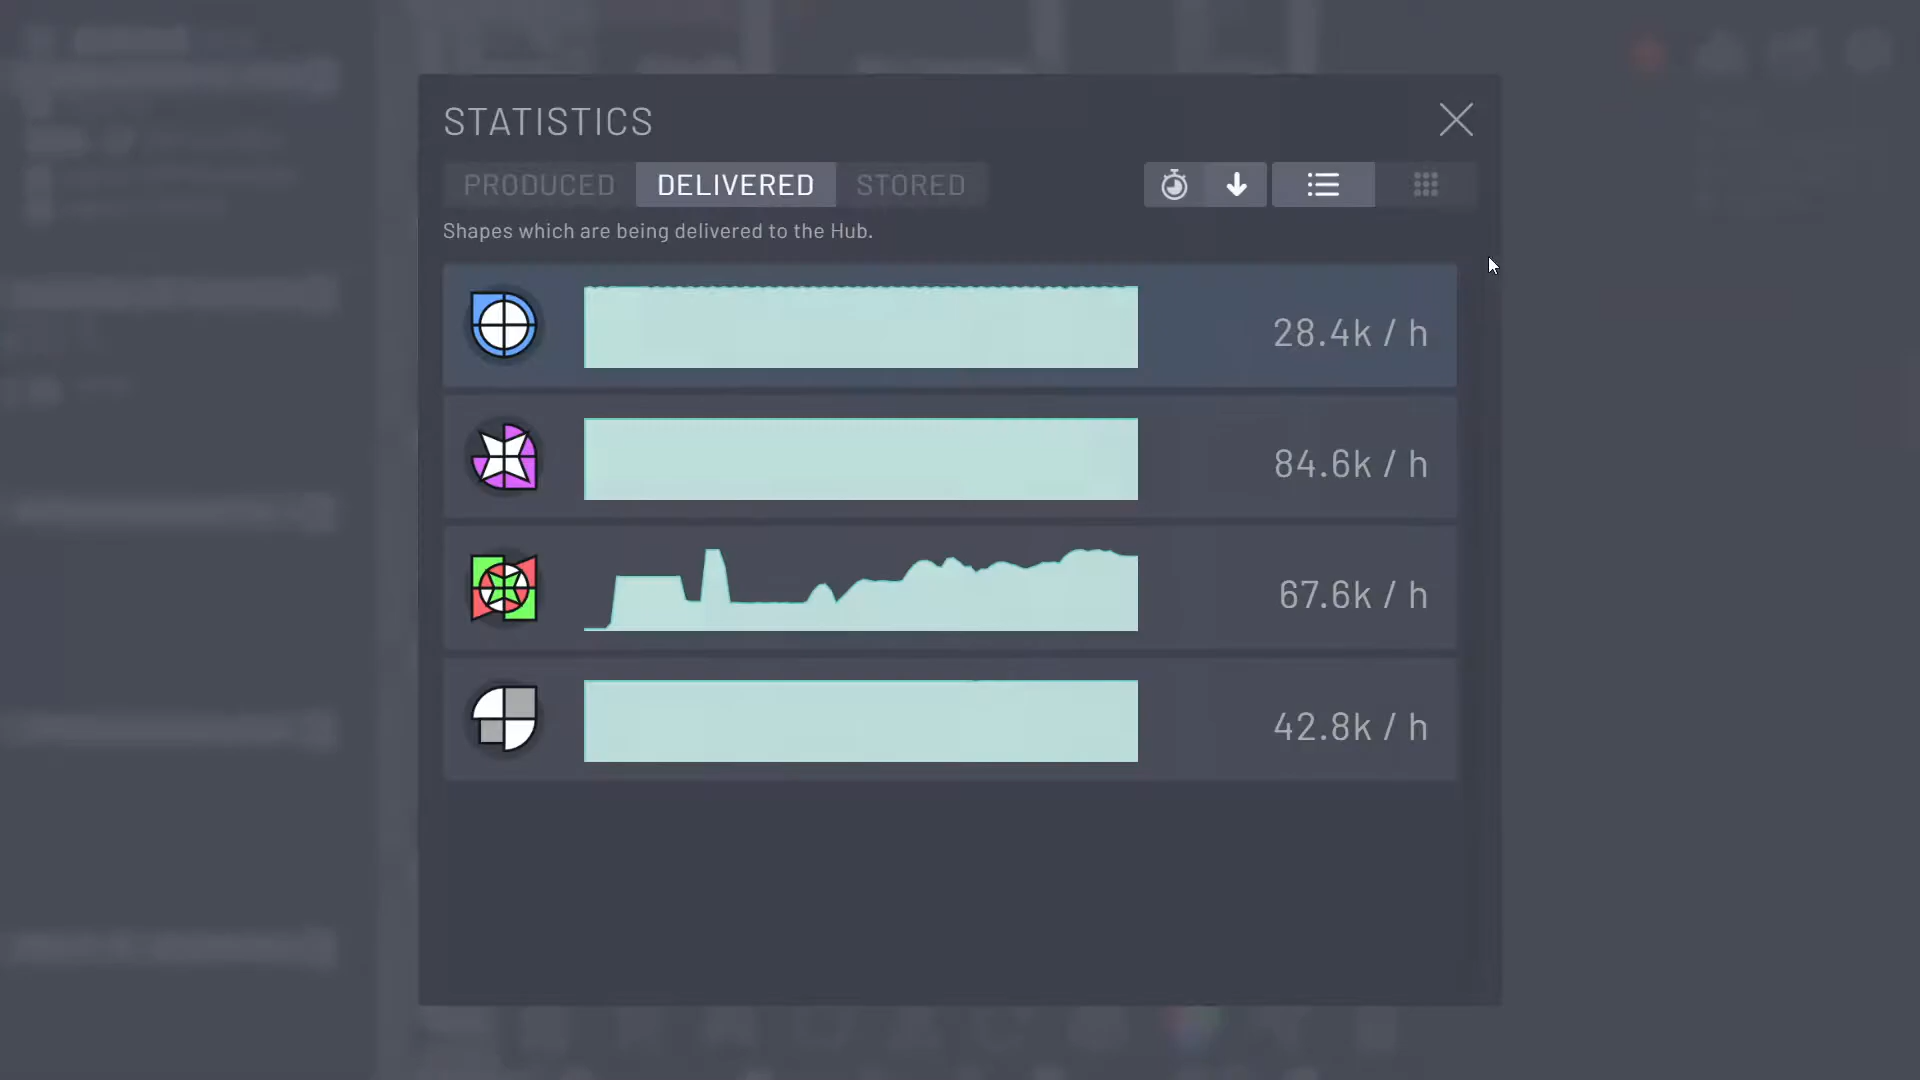 STATISTICS
PRODUCED DELIVERED STORED
Shapes which are being delivered to the Hub.
28.4k / h
84.6k / h
67.6k / h
42.8k / h